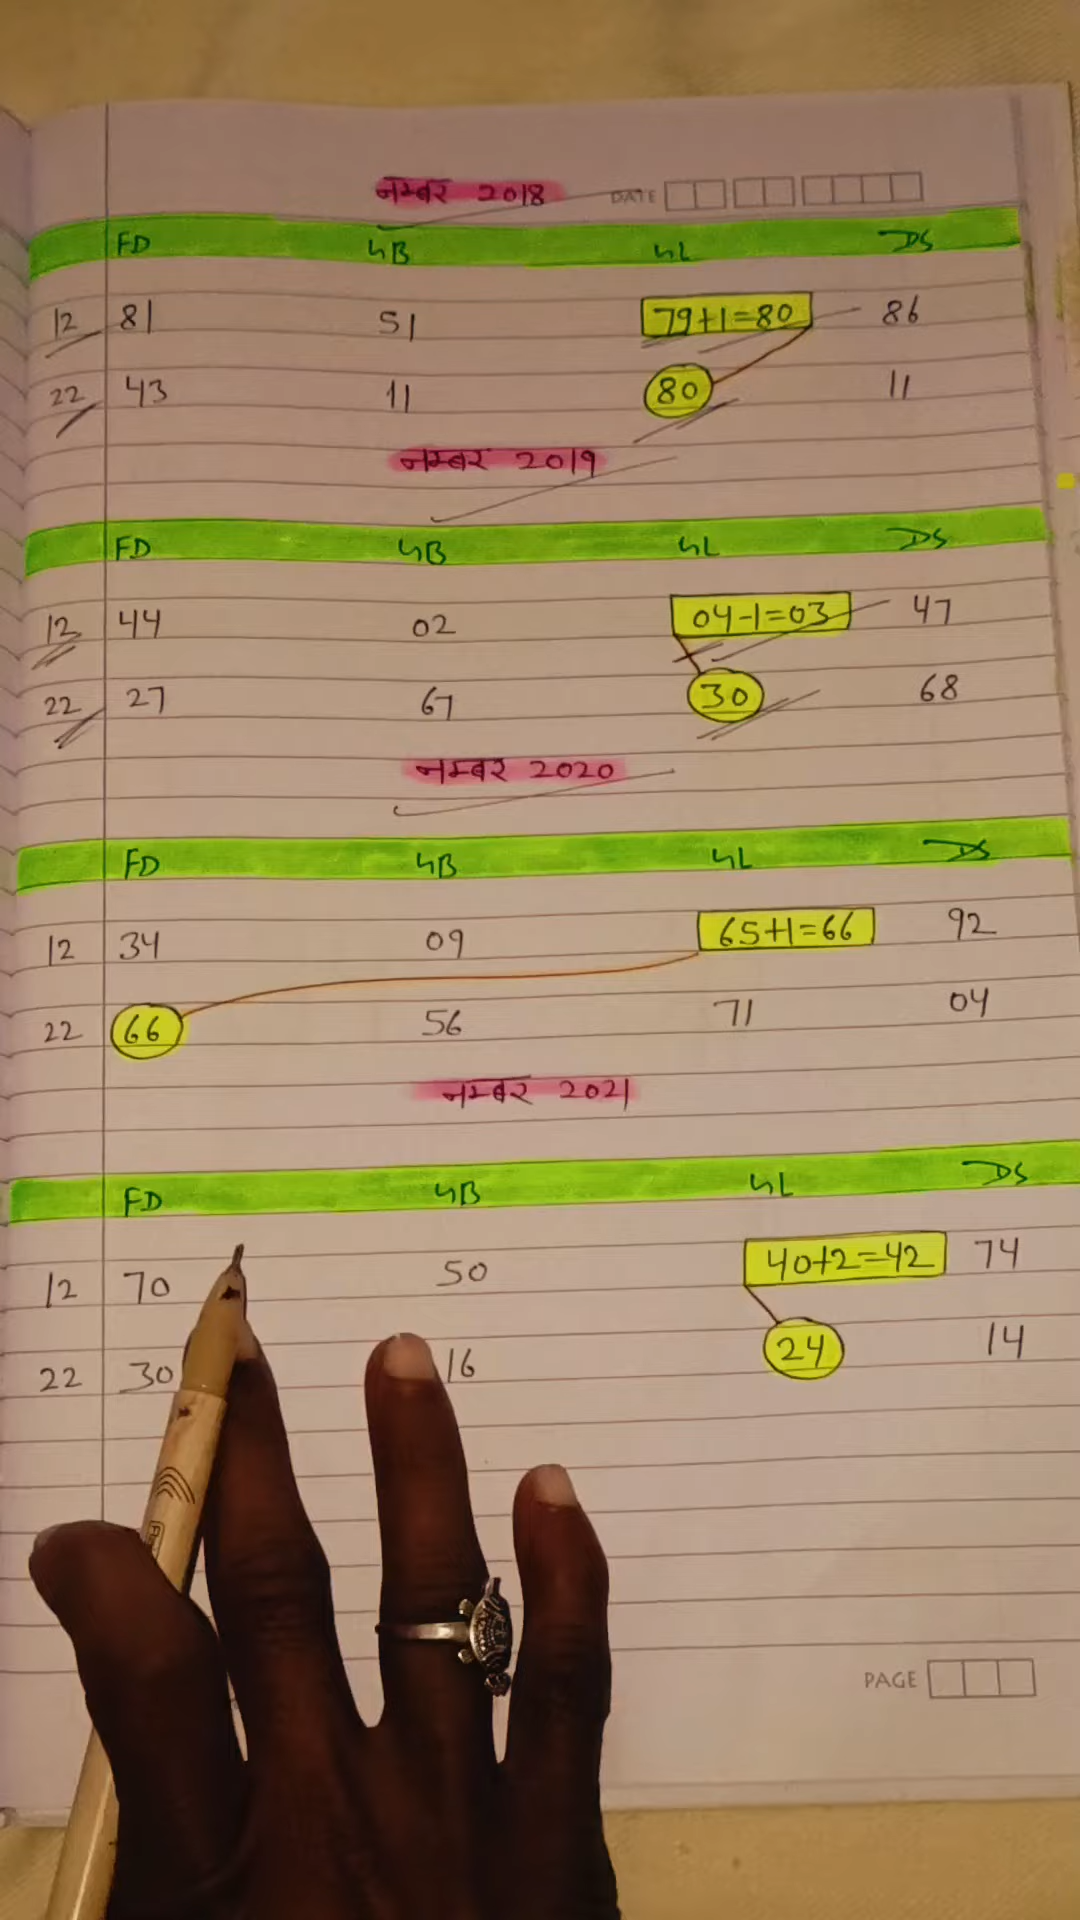 नम्बर 2018 DATE
FD GB GL DS
12 81 51 79+1=80 86
22 43 11 80 11
नम्बर 2019
FD GB GL DS
12 44 02 04-1=03 47
22 27 67 30 68
नम्बर 2020
FD GB GL DS
12 34 09 65+1=66 92
22 66 56 71 04
नम्बर 2021
FD GB GL DS
12 70 50 40+2=42 74
22 30 16 24 14
PAGE